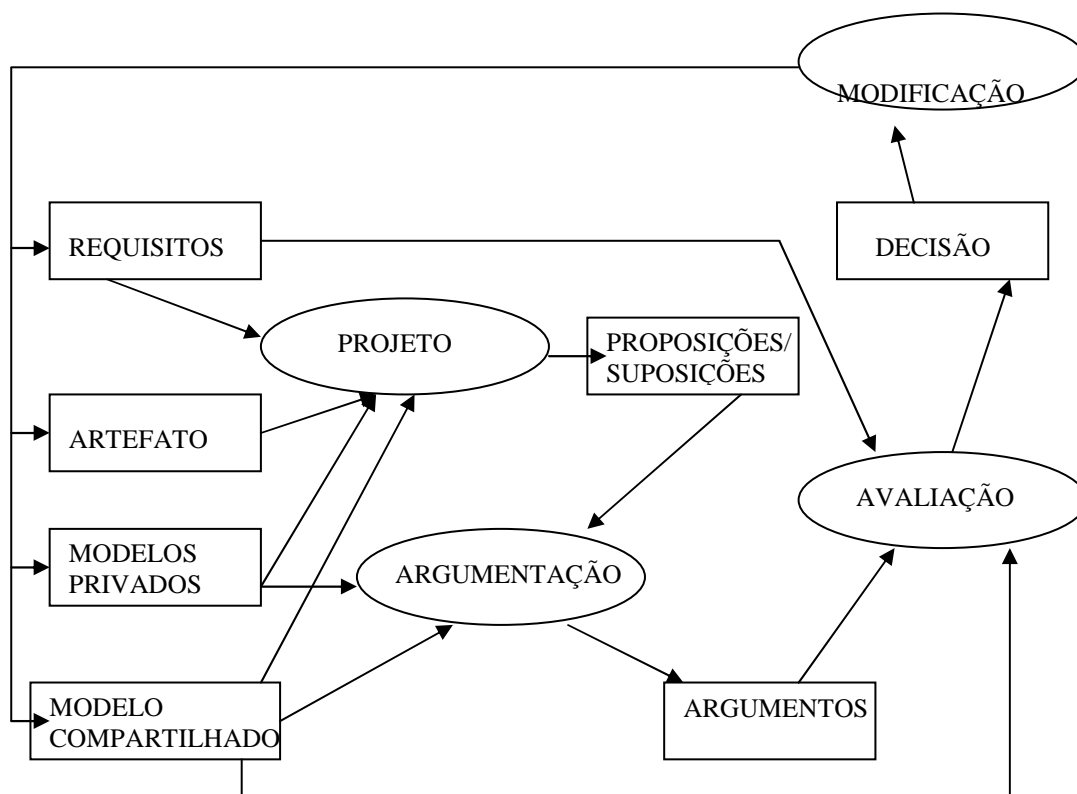 MODIFICAÇÃO
REQUISITOS
DECISÃO
PROJETO
PROPOSIÇÕES/
SUPOSIÇÕES
ARTEFATO
AVALIAÇÃO
MODELOS
PRIVADOS
ARGUMENTAÇÃO
MODELO
COMPARTILHADO
ARGUMENTOS